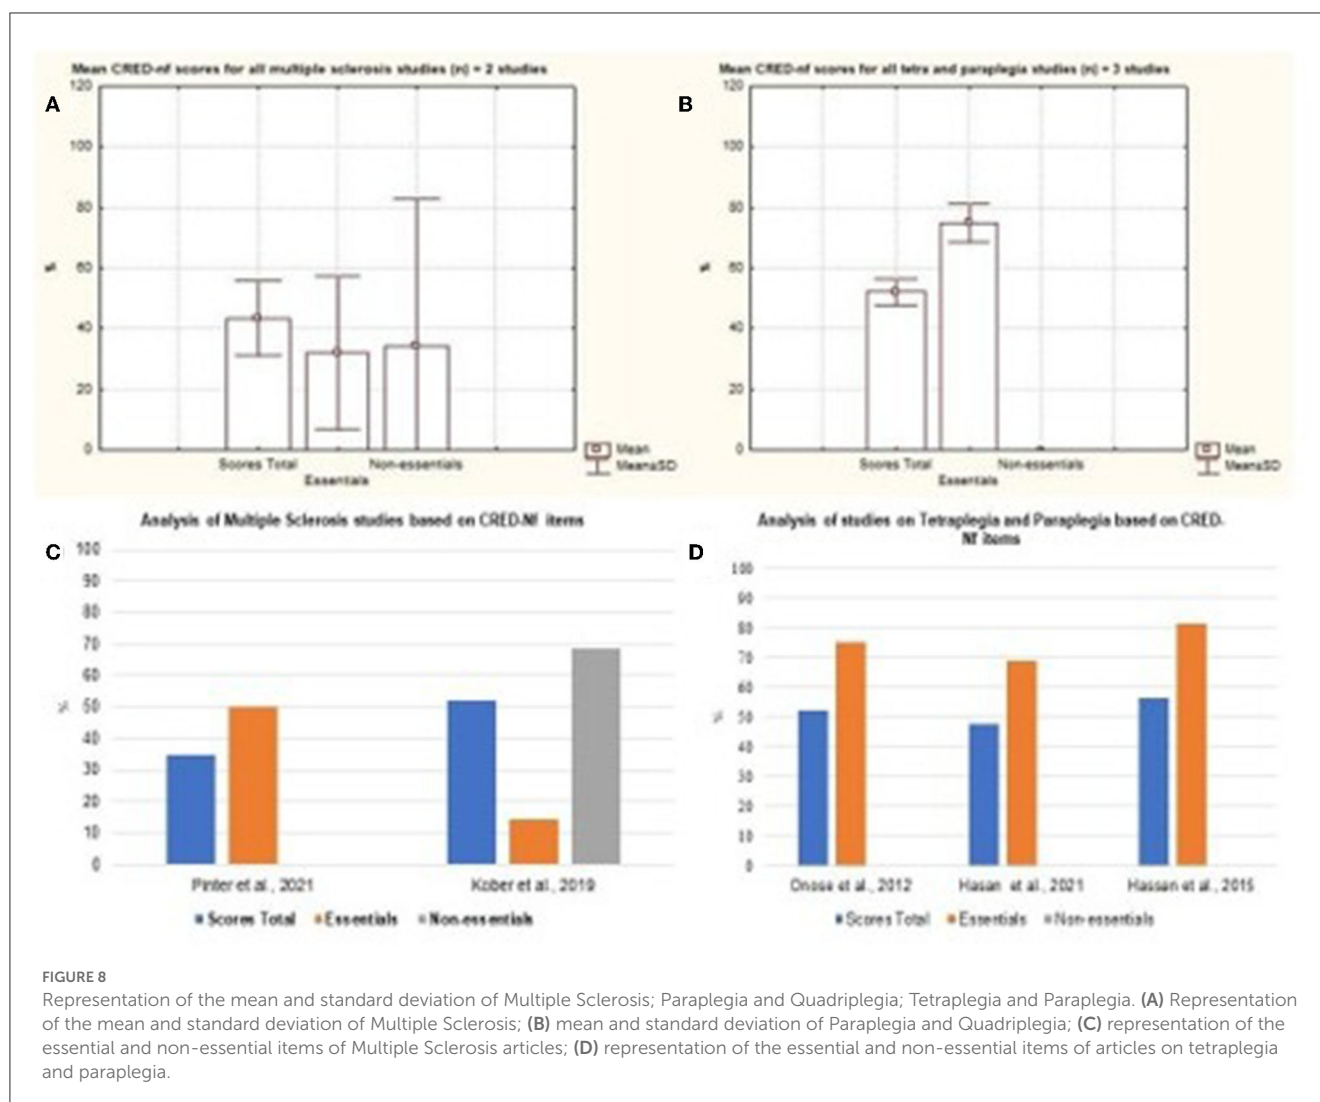 Mean CRED-nf scores for all multiple sclerosis studies (n) = 2 studies
A
120
100
80
60
40
20
0
%
Scores Total
Essentials
Non-essentials
Mean
Mean±SD
Mean CRED-nf scores for all tetra and paraplegia studies (n) = 3 studies
B
120
100
80
60
40
20
0
%
Scores Total
Essentials
Non-essentials
Mean
Mean±SD
Analysis of Multiple Sclerosis studies based on CRED-Nf items
C
100
90
80
70
60
50
40
30
20
10
0
%
Pinter et al., 2021
Kober et al., 2019
Scores Total Essentials Non-essentials
Analysis of studies on Tetraplegia and Paraplegia based on CRED-
Nf items
D
100
90
80
70
60
50
40
30
20
10
0
%
Onose et al., 2012
Hasan et al., 2021
Hassan et al., 2015
Scores Total Essentials Non-essentials
FIGURE 8
Representation of the mean and standard deviation of Multiple Sclerosis; Paraplegia and Quadriplegia; Tetraplegia and Paraplegia. (A) Representation
of the mean and standard deviation of Multiple Sclerosis; (B) mean and standard deviation of Paraplegia and Quadriplegia; (C) representation of the
essential and non-essential items of Multiple Sclerosis articles; (D) representation of the essential and non-essential items of articles on tetraplegia
and paraplegia.